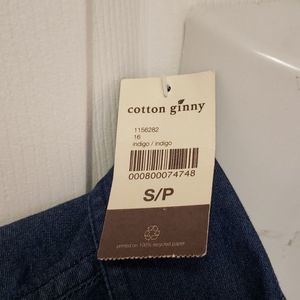 cotton ginny
1156282
16
indigo / indigo
000800074748
S/P
printed on 100% recycled paper